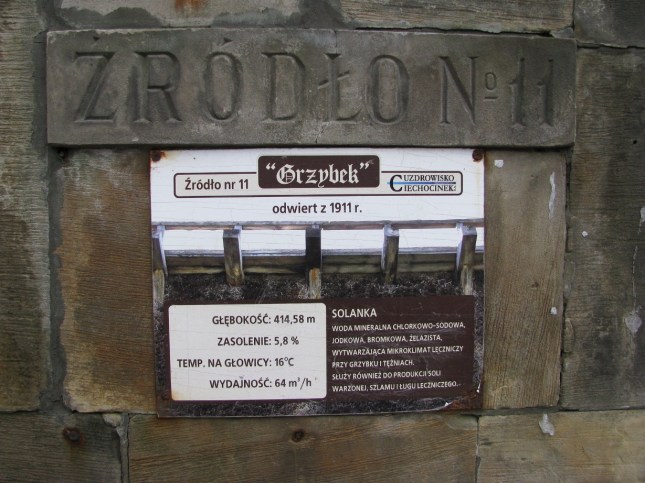 ŹRÓDŁO No 11
Źródło nr 11
"Grzybek"
UZDROWISKO
CIECHOCINEK
odwiert z 1911 r.
GŁĘBOKOŚĆ: 414,58 m
ZASOLENIE: 5,8 %
TEMP. NA GŁOWICY: 16°C
WYDAJNOŚĆ: 64 m³/h
SOLANKA
WODA MINERALNA CHLORKOWO-SODOWA,
JODKOWA, BROMKOWA, ŻELAZISTA,
WYTWARZAJĄCA MIKROKLIMAT LECZNICZY
PRZY GRZYBKU I TĘŻNIACH.
SŁUŻY RÓWNIEŻ DO PRODUKCJI SOLI
WARZONEJ, SZLAMU I ŁUGU LECZNICZEGO...